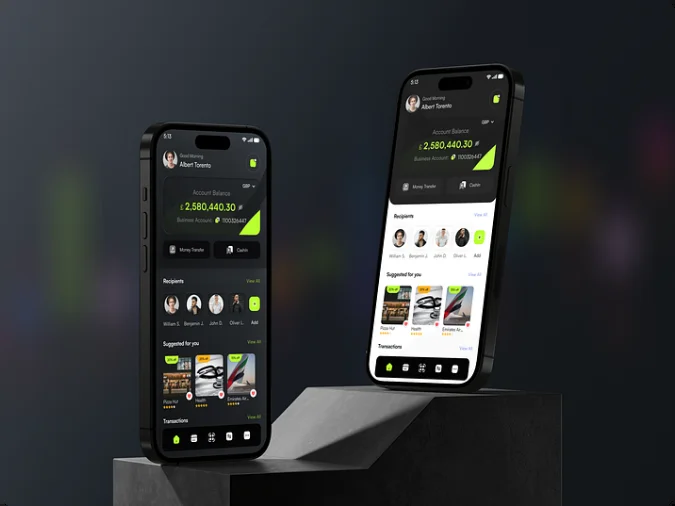 5:13
Good Morning
Albert Torento
GBP
Account Balance
£ 2,580,440.30
Business Account 1100326447
Money Transfer
CashIn
Recipients
View All
William S.
Benjamin J.
John D.
Oliver L.
Add
Suggested for you
View All
Pizza Hut
Health
Emirates Air...
Transactions
View All
5:13
Good Morning
Albert Torento
GBP
Account Balance
£ 2,580,440.30
Business Account 1100326447
Money Transfer
CashIn
Recipients
View All
William S.
Benjamin J.
John D.
Oliver L.
Add
Suggested for you
View All
Pizza Hut
Health
Emirates Air...
Transactions
View All